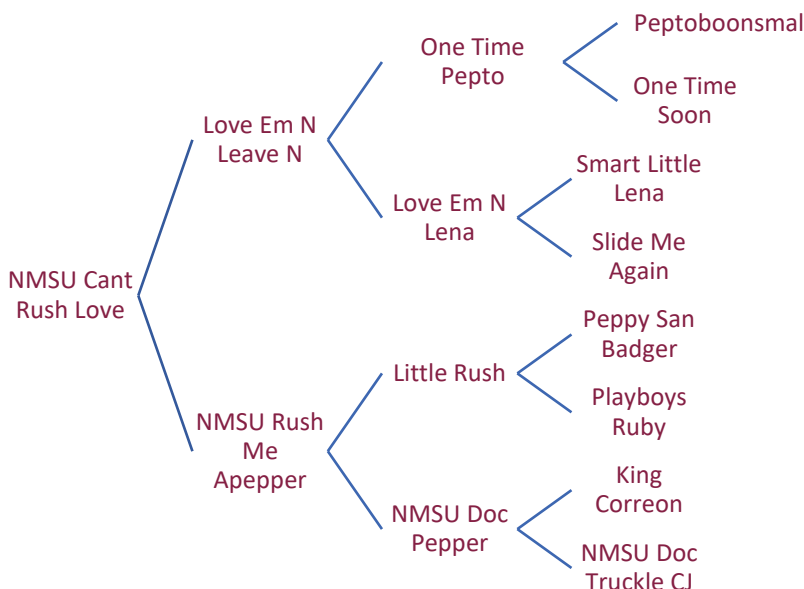 Peptoboonsmal
One Time
Pepto
One Time
Soon
Love Em N
Leave N
Smart Little
Lena
Love Em N
Lena
Slide Me
Again
NMSU Cant
Rush Love
Peppy San
Badger
Little Rush
Playboys
Ruby
NMSU Rush
Me
Apepper
King
Correon
NMSU Doc
Pepper
NMSU Doc
Truckle CJ